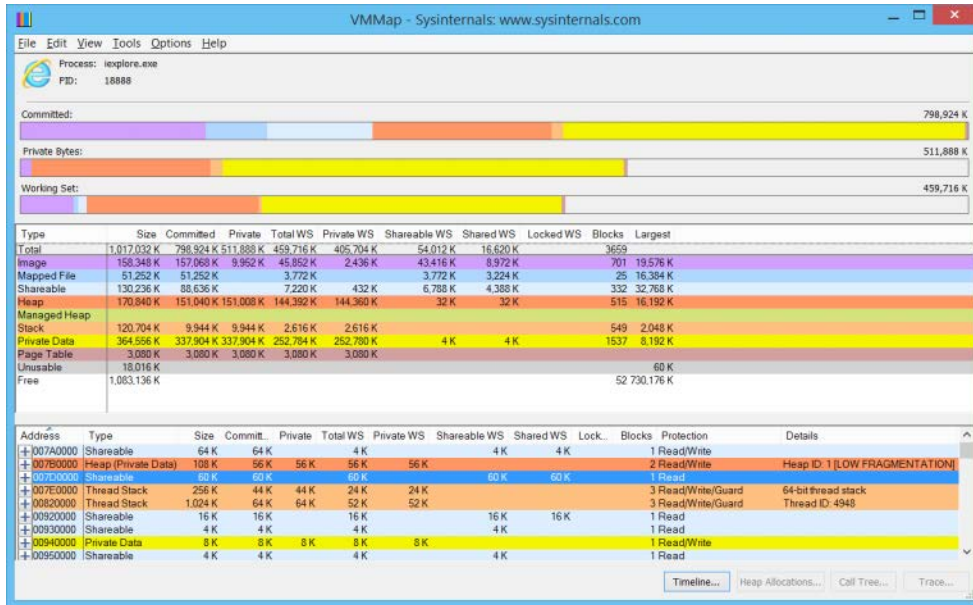 VMMap - Sysinternals: www.sysinternals.com
File Edit View Tools Options Help
Process: iexplore.exe
PID: 18888
Committed: 798,924 K
Private Bytes: 511,888 K
Working Set: 459,716 K
Type Size Committed Private Total WS Private WS Shareable WS Shared WS Locked WS Blocks Largest
Total 1,017,032 K 798,924 K 511,888 K 459,716 K 405,704 K 54,012 K 16,620 K 3659
Image 158,348 K 157,068 K 9,952 K 45,852 K 2,436 K 43,416 K 8,972 K 701 19,576 K
Mapped File 51,252 K 51,252 K 3,772 K 3,772 K 3,224 K 25 16,384 K
Shareable 130,236 K 88,636 K 7,220 K 432 K 6,788 K 4,388 K 332 32,768 K
Heap 170,840 K 151,040 K 151,008 K 144,392 K 144,360 K 32 K 32 K 515 16,192 K
Managed Heap
Stack 120,704 K 9,944 K 9,944 K 2,616 K 2,616 K 549 2,048 K
Private Data 364,556 K 337,904 K 337,904 K 252,784 K 252,780 K 4 K 4 K 1537 8,192 K
Page Table 3,080 K 3,080 K 3,080 K 3,080 K 3,080 K
Unusable 18,016 K 60 K
Free 1,083,136 K 52 730,176 K
Address Type Size Committ... Private Total WS Private WS Shareable WS Shared WS Lock... Blocks Protection Details
007A0000 Shareable 64 K 64 K 4 K 4 K 4 K 1 Read/Write
007B0000 Heap (Private Data) 108 K 56 K 56 K 56 K 56 K 2 Read/Write Heap ID: 1 [LOW FRAGMENTATION]
007D0000 Shareable 60 K 60 K 60 K 60 K 60 K 1 Read
007E0000 Thread Stack 256 K 44 K 44 K 24 K 24 K 3 Read/Write/Guard 64-bit thread stack
00820000 Thread Stack 1,024 K 64 K 64 K 52 K 52 K 3 Read/Write/Guard Thread ID: 4948
00920000 Shareable 16 K 16 K 16 K 16 K 16 K 1 Read
00930000 Shareable 4 K 4 K 4 K 4 K 1 Read
00940000 Private Data 8 K 8 K 8 K 8 K 8 K 1 Read/Write
00950000 Shareable 4 K 4 K 4 K 4 K 1 Read
Timeline... Heap Allocations... Call Tree... Trace...